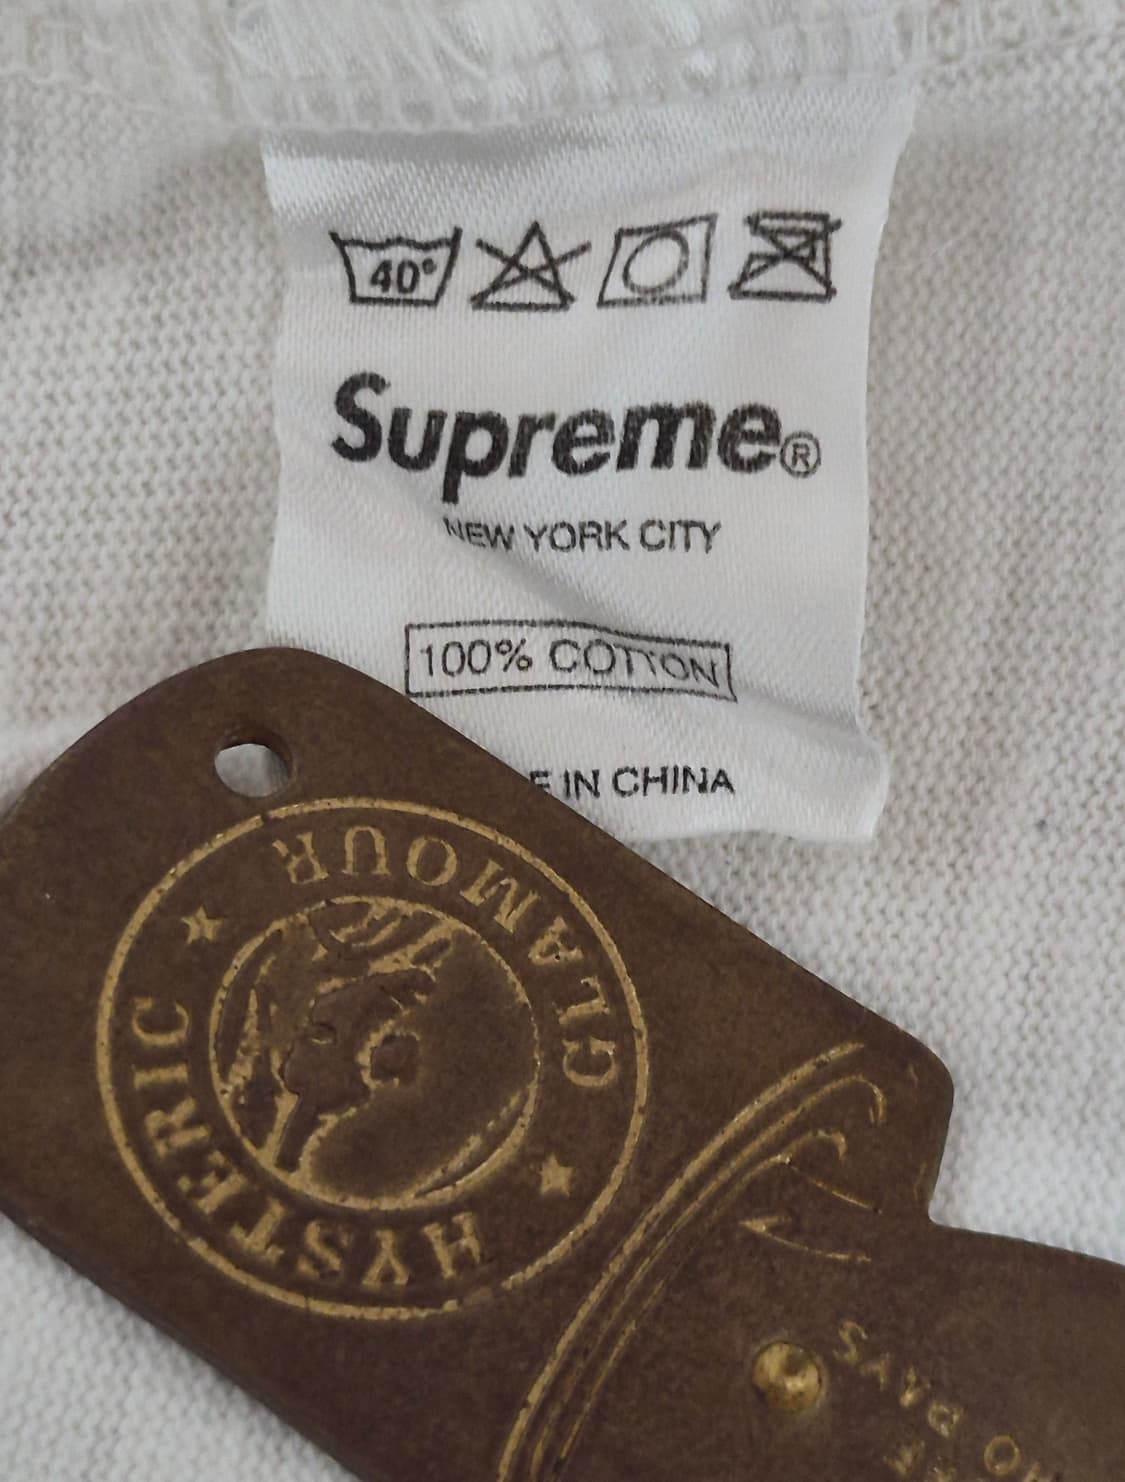 40°
Supreme®
NEW YORK CITY
100% COTTON
E IN CHINA
HYSTERIC
GLAMOUR